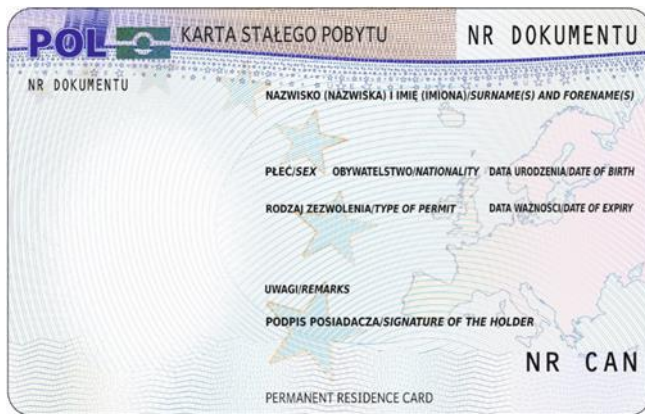 POL KARTA STAŁEGO POBYTU NR DOKUMENTU
NR DOKUMENTU
NAZWISKO (NAZWISKA) I IMIĘ (IMIONA)/SURNAME(S) AND FORENAME(S)
PŁEĆ/SEX OBYWATELSTWO/NATIONALITY DATA URODZENIA/DATE OF BIRTH
RODZAJ ZEZWOLENIA/TYPE OF PERMIT DATA WAŻNOŚCI/DATE OF EXPIRY
UWAGI/REMARKS
PODPIS POSIADACZA/SIGNATURE OF THE HOLDER
NR CAN
PERMANENT RESIDENCE CARD